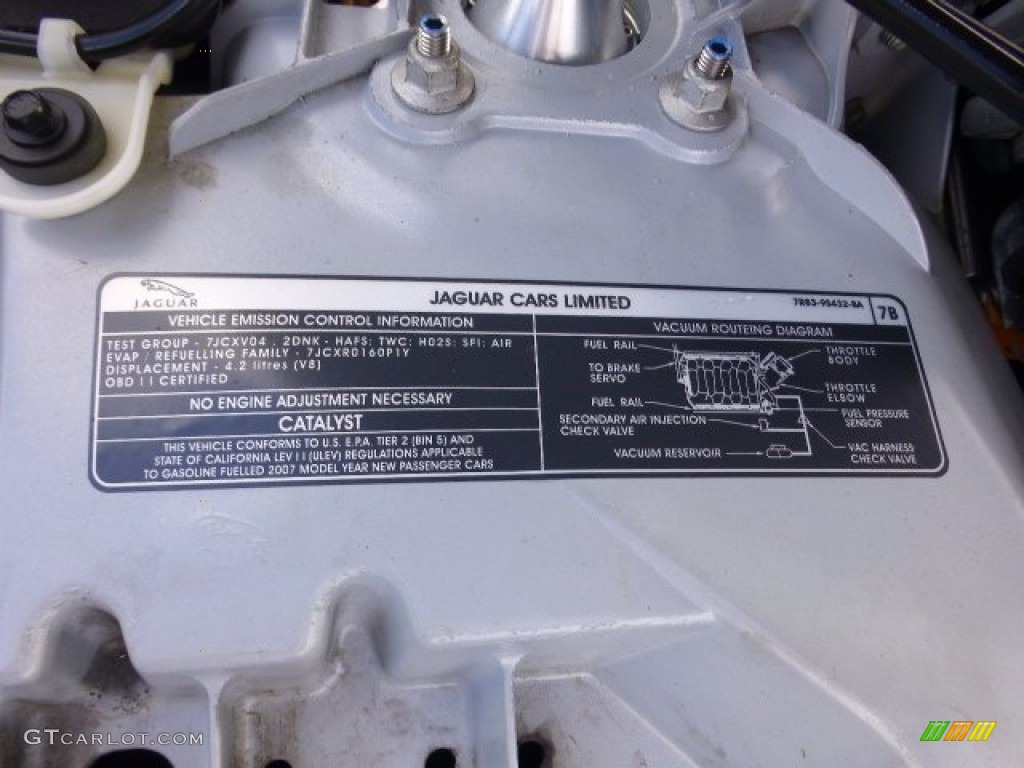 JAGUAR
JAGUAR CARS LIMITED
7R83-9S432-BA
7B
VEHICLE EMISSION CONTROL INFORMATION
TEST GROUP - 7JCXV04 . 2DNK - HAFS: TWC: HO2S: SFI: AIR
EVAP / REFUELLING FAMILY - 7JCXR0160P1Y
DISPLACEMENT - 4.2 litres (V8)
OBD II CERTIFIED
NO ENGINE ADJUSTMENT NECESSARY
CATALYST
THIS VEHICLE CONFORMS TO U.S. E.P.A. TIER 2 (BIN 5) AND
STATE OF CALIFORNIA LEV II (ULEV) REGULATIONS APPLICABLE
TO GASOLINE FUELLED 2007 MODEL YEAR NEW PASSENGER CARS
VACUUM ROUTEING DIAGRAM
FUEL RAIL
TO BRAKE
SERVO
FUEL RAIL
SECONDARY AIR INJECTION
CHECK VALVE
VACUUM RESERVOIR
THROTTLE
BODY
THROTTLE
ELBOW
FUEL PRESSURE
SENSOR
VAC HARNESS
CHECK VALVE
GTCARLOT.COM